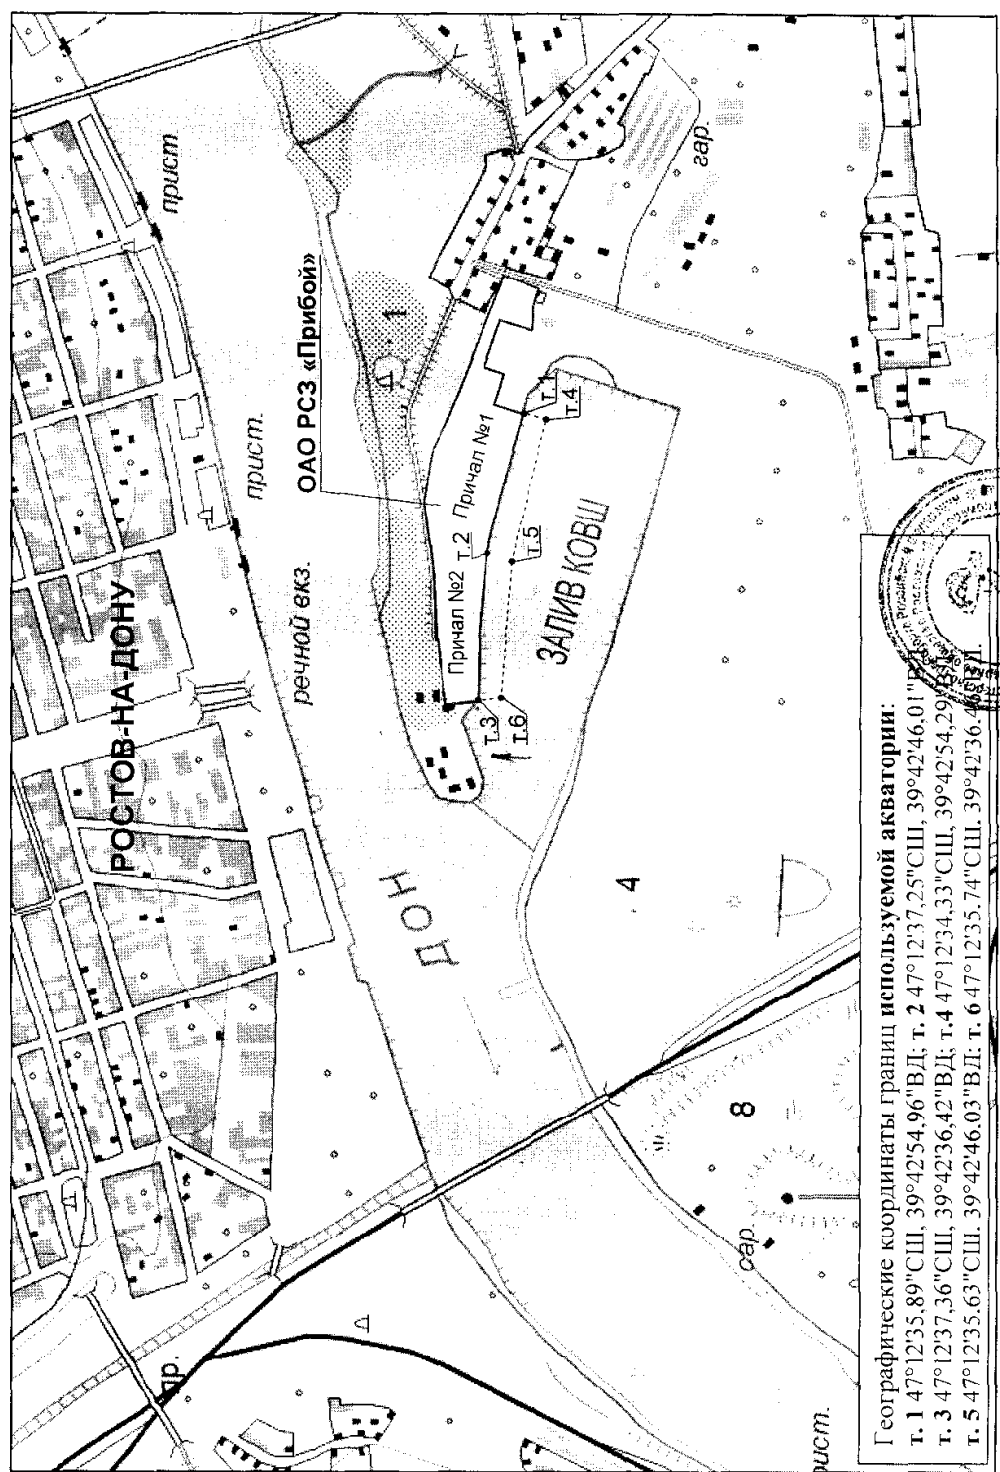 РОСТОВ-НА-ДОНУ
прист
прист.
речной вкз.
ОАО РСЗ «Прибой»
1
Причал №1
т.2
Причал №2
т.1
т.4
т.5
т.3
т.6
ЗАЛИВ КОВШ
ДОН
гар.
4
8
сар.
пр.
рист.
Географические координаты границ используемой акватории:
т. 1 47°12'35,89"СШ, 39°42'54,96"ВД; т. 2 47°12'37,25"СШ, 39°42'46,01"ВД
т. 3 47°12'37,36"СШ, 39°42'36,42"ВД; т.4 47°12'34,33"СШ, 39°42'54,29"ВД
т. 5 47°12'35,63"СШ. 39°42'46.03"ВД: т. 6 47°12'35.74"СШ. 39°42'36.4